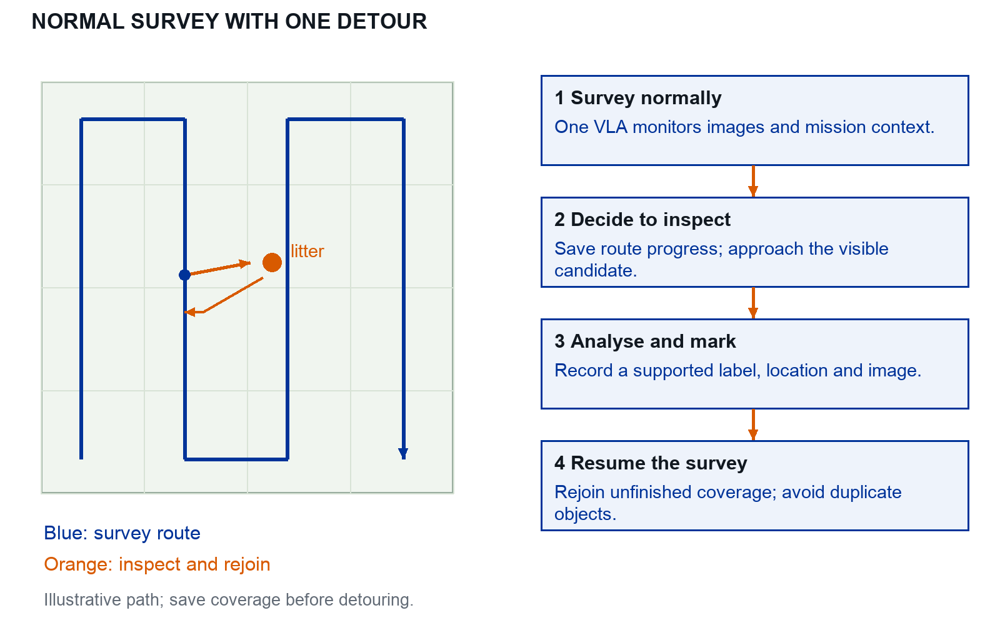 NORMAL SURVEY WITH ONE DETOUR
litter
Blue: survey route
Orange: inspect and rejoin
Illustrative path; save coverage before detouring.
1 Survey normally
One VLA monitors images and mission context.
2 Decide to inspect
Save route progress; approach the visible
candidate.
3 Analyse and mark
Record a supported label, location and image.
4 Resume the survey
Rejoin unfinished coverage; avoid duplicate
objects.